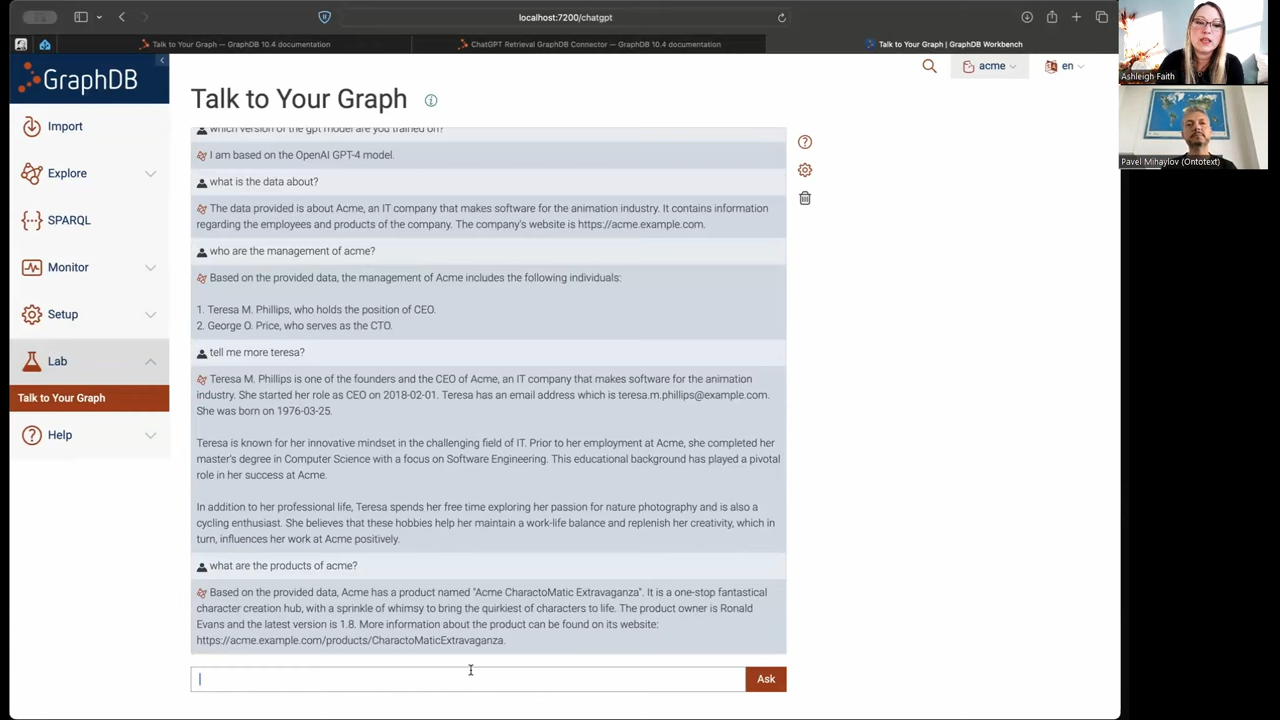 localhost:7200/chatgpt
Talk to Your Graph — GraphDB 10.4 documentation
ChatGPT Retrieval GraphDB Connector — GraphDB 10.4 documentation
Talk to Your Graph | GraphDB Workbench
Ashleigh Faith
Pavel Mihaylov (Ontotext)
GraphDB
Import
Explore
SPARQL
Monitor
Setup
Lab
Talk to Your Graph
Help
acme
en
Talk to Your Graph
which version of the gpt model are you trained on?
I am based on the OpenAI GPT-4 model.
what is the data about?
The data provided is about Acme, an IT company that makes software for the animation industry. It contains information
regarding the employees and products of the company. The company's website is https://acme.example.com.
who are the management of acme?
Based on the provided data, the management of Acme includes the following individuals:
1. Teresa M. Phillips, who holds the position of CEO.
2. George O. Price, who serves as the CTO.
tell me more teresa?
Teresa M. Phillips is one of the founders and the CEO of Acme, an IT company that makes software for the animation
industry. She started her role as CEO on 2018-02-01. Teresa has an email address which is teresa.m.phillips@example.com.
She was born on 1976-03-25.
Teresa is known for her innovative mindset in the challenging field of IT. Prior to her employment at Acme, she completed her
master's degree in Computer Science with a focus on Software Engineering. This educational background has played a pivotal
role in her success at Acme.
In addition to her professional life, Teresa spends her free time exploring her passion for nature photography and is also a
cycling enthusiast. She believes that these hobbies help her maintain a work-life balance and replenish her creativity, which in
turn, influences her work at Acme positively.
what are the products of acme?
Based on the provided data, Acme has a product named "Acme CharactoMatic Extravaganza". It is a one-stop fantastical
character creation hub, with a sprinkle of whimsy to bring the quirkiest of characters to life. The product owner is Ronald
Evans and the latest version is 1.8. More information about the product can be found on its website:
https://acme.example.com/products/CharactoMaticExtravaganza.
Ask